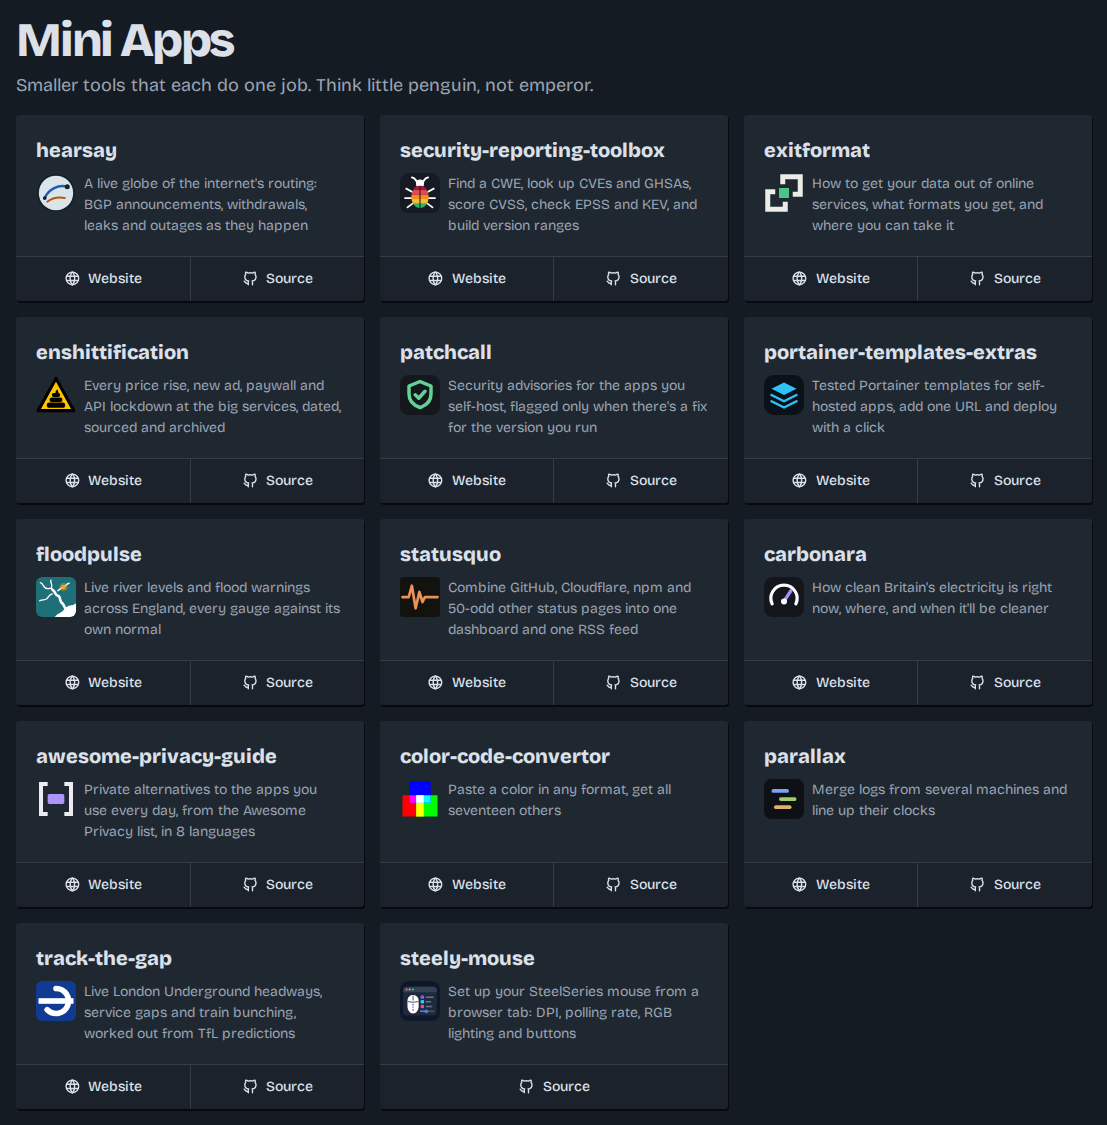 Mini Apps
Smaller tools that each do one job. Think little penguin, not emperor.
hearsay
A live globe of the internet's routing:
BGP announcements, withdrawals,
leaks and outages as they happen
Website
Source
security-reporting-toolbox
Find a CWE, look up CVEs and GHSAs,
score CVSS, check EPSS and KEV, and
build version ranges
Website
Source
exitformat
How to get your data out of online
services, what formats you get, and
where you can take it
Website
Source
enshittification
Every price rise, new ad, paywall and
API lockdown at the big services, dated,
sourced and archived
Website
Source
patchcall
Security advisories for the apps you
self-host, flagged only when there's a fix
for the version you run
Website
Source
portainer-templates-extras
Tested Portainer templates for self-
hosted apps, add one URL and deploy
with a click
Website
Source
floodpulse
Live river levels and flood warnings
across England, every gauge against its
own normal
Website
Source
statusquo
Combine GitHub, Cloudflare, npm and
50-odd other status pages into one
dashboard and one RSS feed
Website
Source
carbonara
How clean Britain's electricity is right
now, where, and when it'll be cleaner
Website
Source
awesome-privacy-guide
Private alternatives to the apps you
use every day, from the Awesome
Privacy list, in 8 languages
Website
Source
color-code-convertor
Paste a color in any format, get all
seventeen others
Website
Source
parallax
Merge logs from several machines and
line up their clocks
Website
Source
track-the-gap
Live London Underground headways,
service gaps and train bunching,
worked out from TfL predictions
Website
Source
steely-mouse
Set up your SteelSeries mouse from a
browser tab: DPI, polling rate, RGB
lighting and buttons
Source